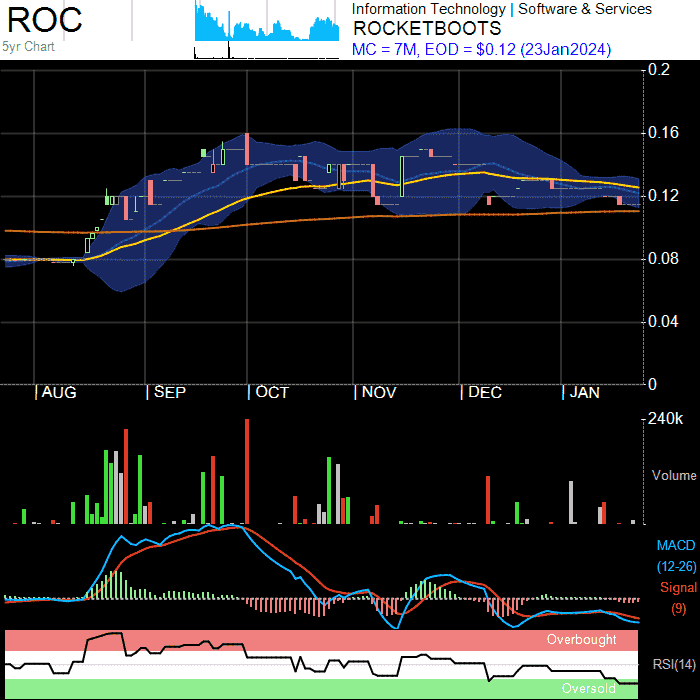 ROC
5yr Chart
Information Technology | Software & Services
ROCKETBOOTS
MC = 7M, EOD = $0.12 (23Jan2024)
0.2
0.16
0.12
0.08
0.04
0
AUG SEP OCT NOV DEC JAN
240k
Volume
MACD
(12-26)
Signal
(9)
Overbought
RSI(14)
Oversold